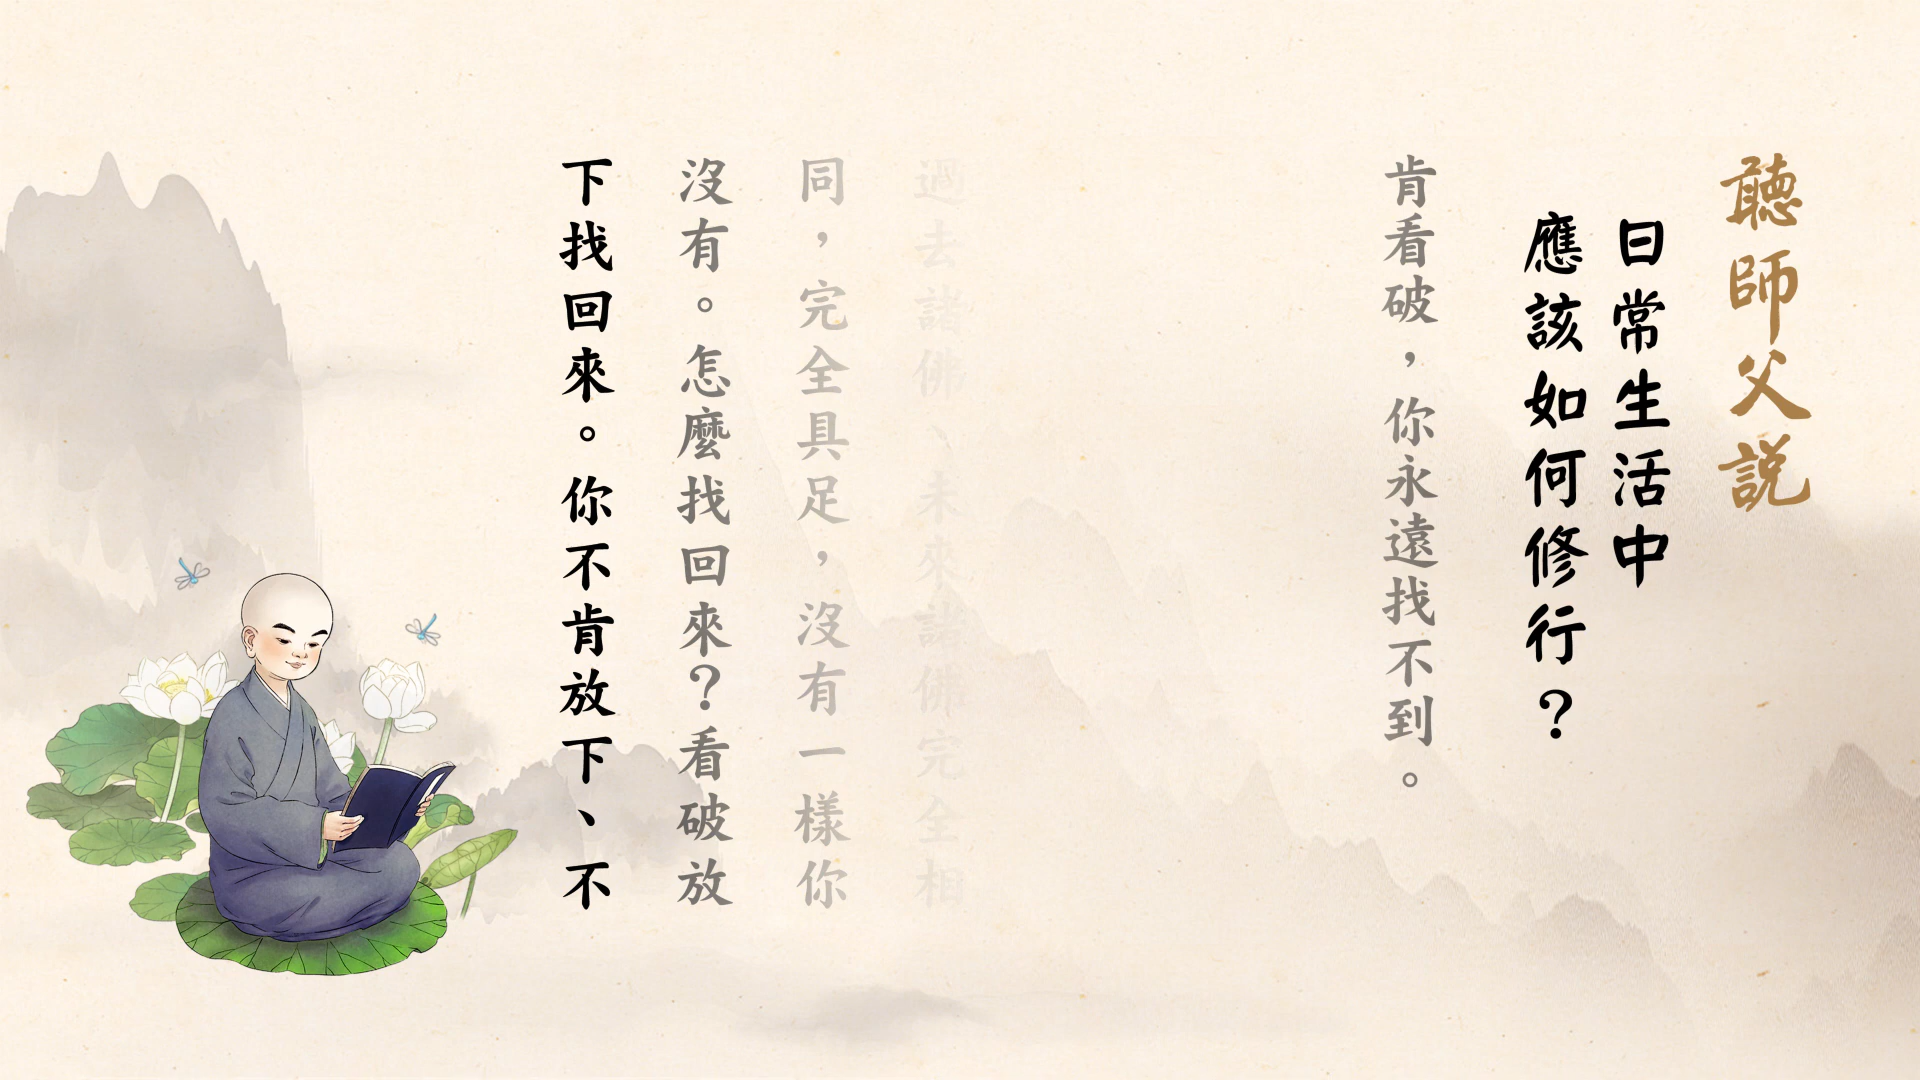 聽師父説
日常生活中
應該如何修行？
肯看破，你永遠找不到。
過去諸佛、未來諸佛完全相
同，完全具足，沒有一樣你
沒有。怎麼找回來？看破放
下找回來。你不肯放下、不